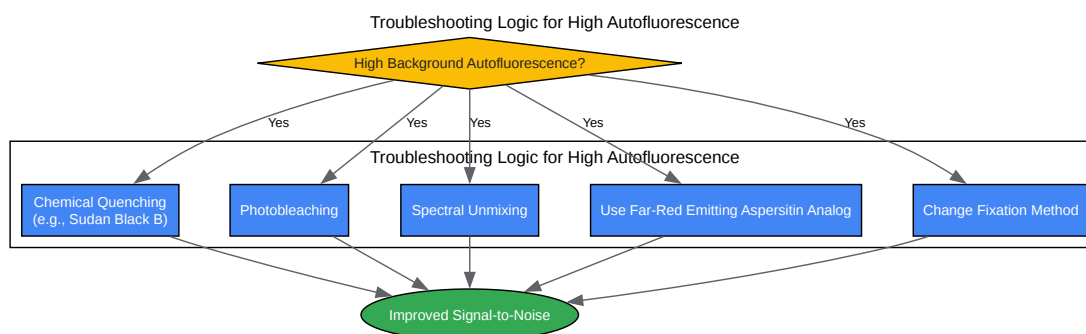 Troubleshooting Logic for High Autofluorescence
High Background Autofluorescence?
Yes
Yes
Yes
Yes
Yes
Troubleshooting Logic for High Autofluorescence
Chemical Quenching
(e.g., Sudan Black B)
Photobleaching
Spectral Unmixing
Use Far-Red Emitting Aspersitin Analog
Change Fixation Method
Improved Signal-to-Noise